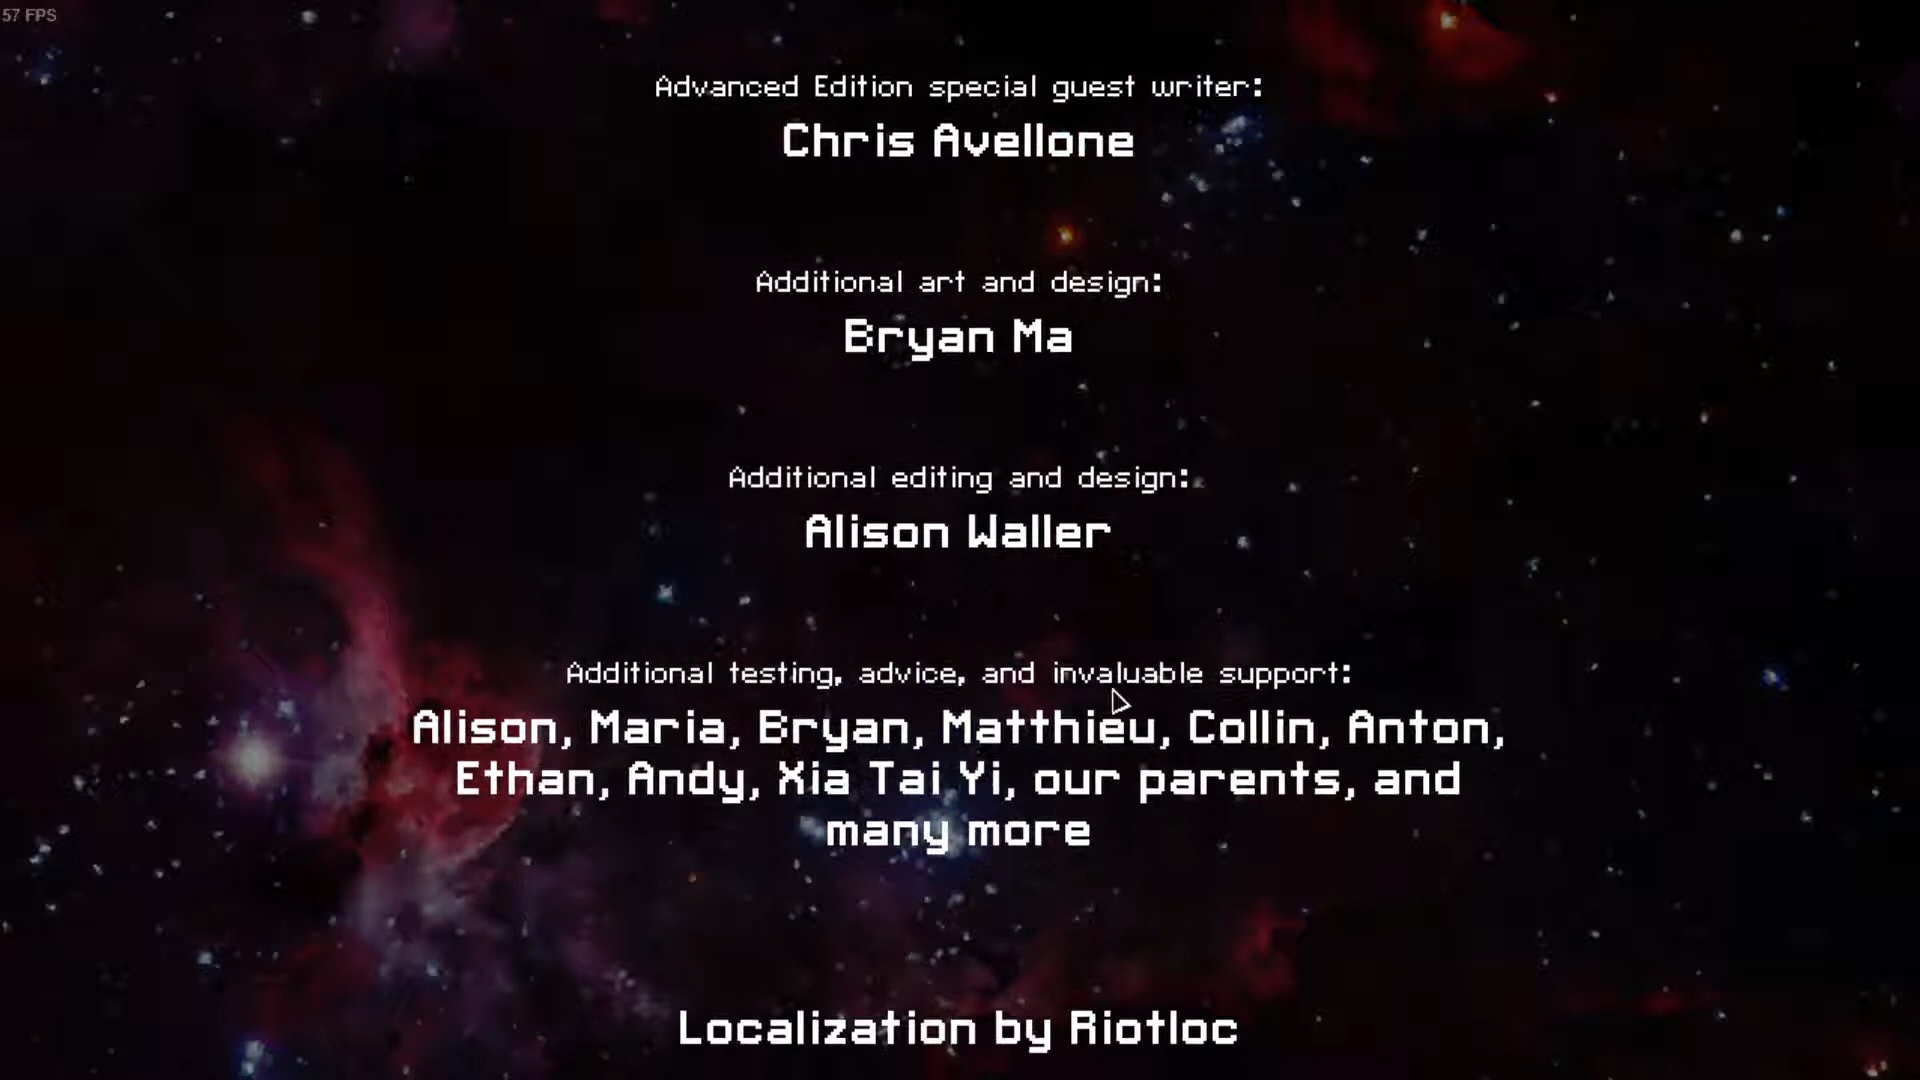 57 FPS
Advanced Edition special guest writer:
Chris Avellone
Additional art and design:
Bryan Ma
Additional editing and design:
Alison Waller
Additional testing, advice, and invaluable support:
Alison, Maria, Bryan, Matthieu, Collin, Anton,
Ethan, Andy, Xia Tai Yi, our parents, and
many more
Localization by Riotloc